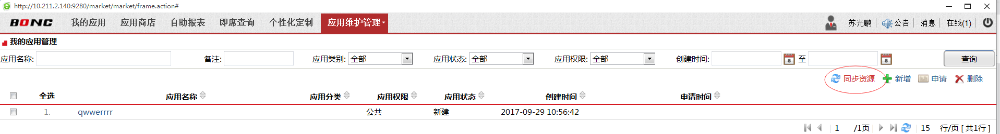 http://10.211.2.140:9280/market/market/frame.action#
BONC 我的应用 应用商店 自助报表 即席查询 个性化定制 应用维护管理 苏光鹏 公告 消息 在线(1)
我的应用管理
应用名称: 备注: 应用类别: 全部 应用状态: 全部 应用权限: 全部 创建时间: 8 至 8 查询
同步资源 新增 申请 删除
全选 应用名称 应用分类 应用权限 应用状态 创建时间 申请时间
1. qwwerrrr 公共 新建 2017-09-29 10:56:42
1 /1页 15 行/页 [ 共1行 ]